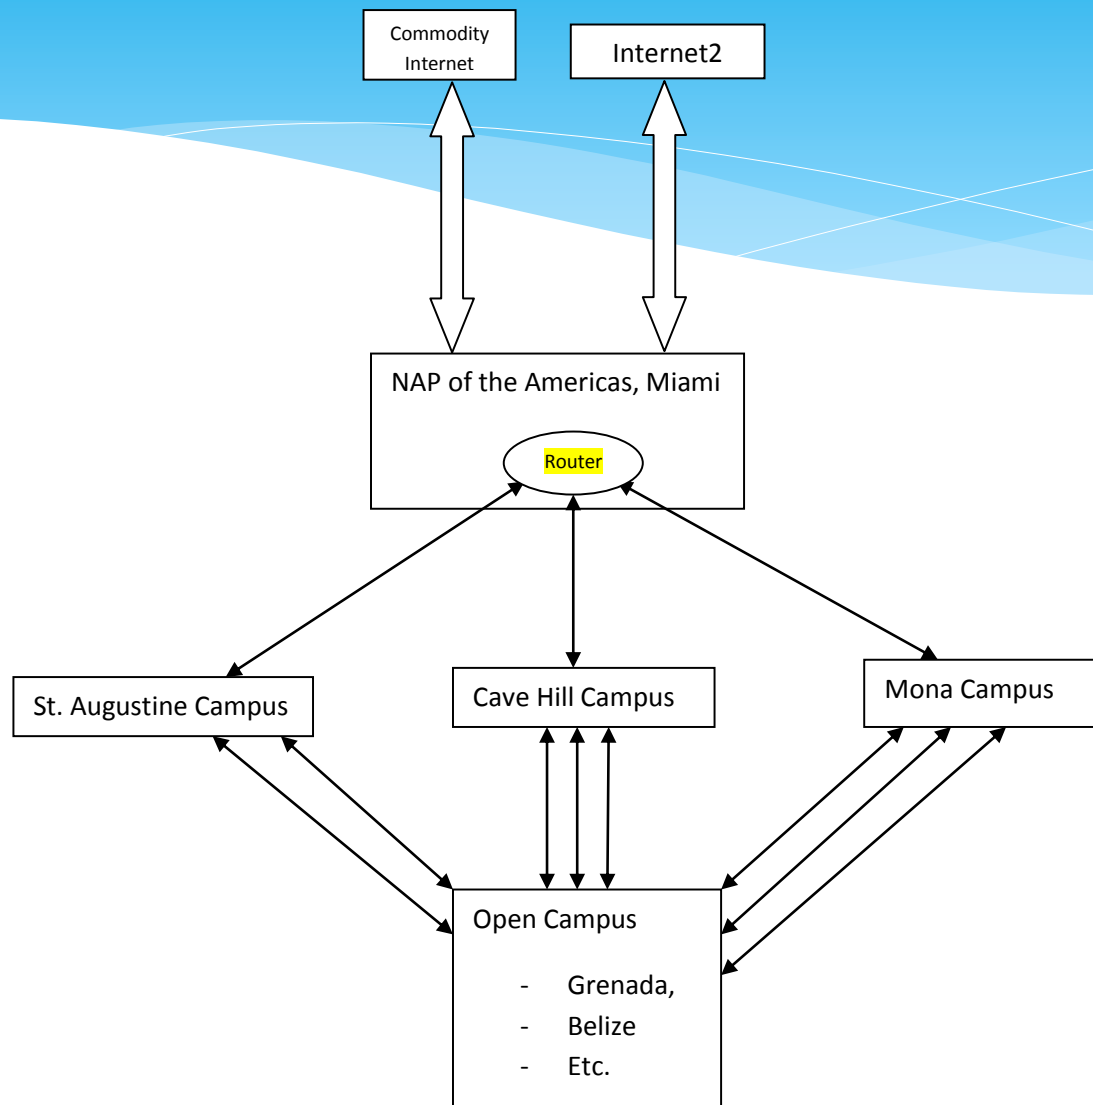 Commodity
Internet
Internet2
NAP of the Americas, Miami
Router
St. Augustine Campus
Cave Hill Campus
Mona Campus
Open Campus
- Grenada,
- Belize
- Etc.